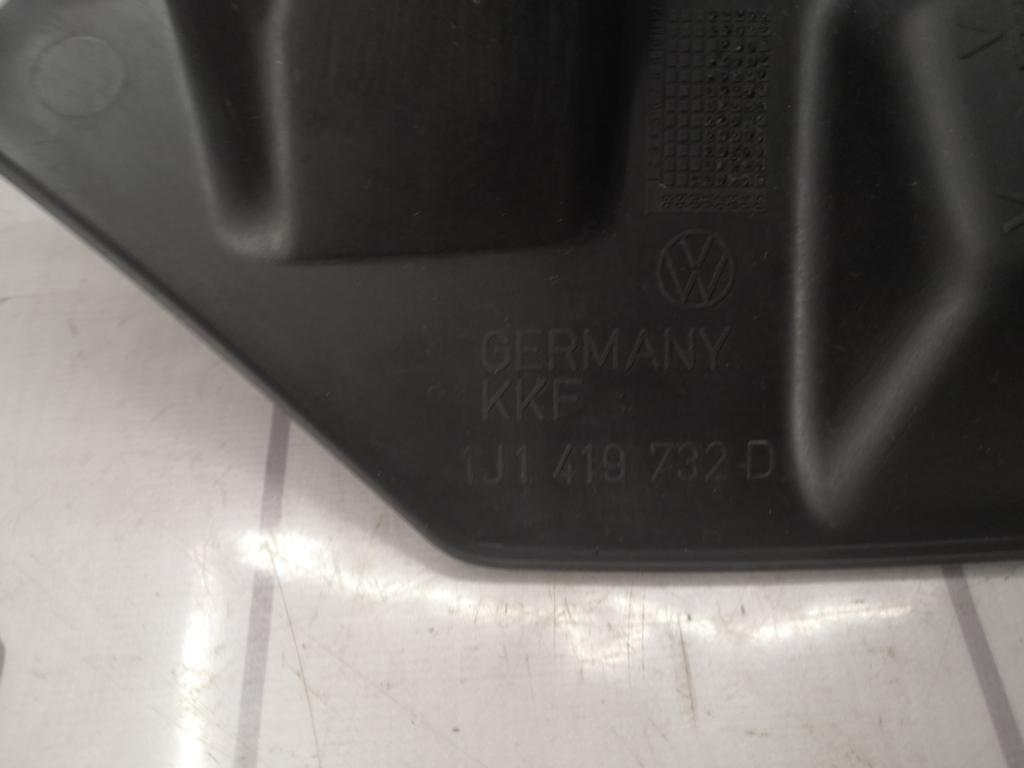 GERMANY
KKF
1J1 419 732 D